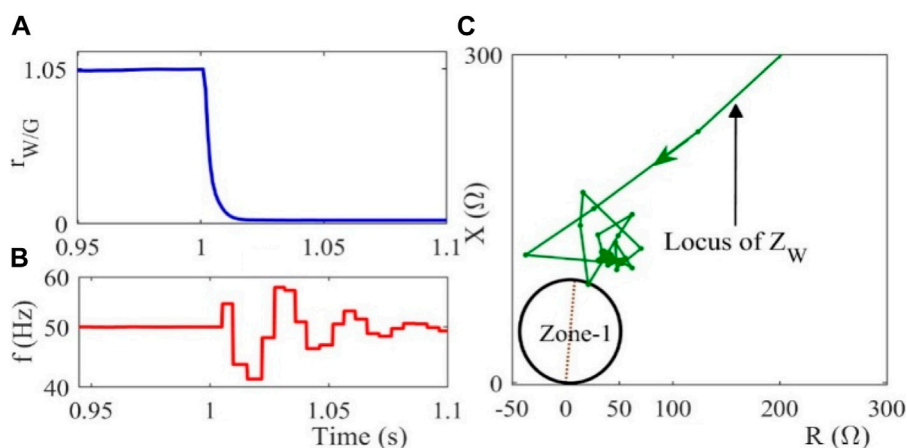 A
1.05
r W/G
0
0.95 1 1.05 1.1
B
60
f (Hz)
50
40
0.95 1 1.05 1.1
Time (s)
C
300
X (Ω)
Locus of Z W
Zone-1
0
-50 0 50 100 200 300
R (Ω)